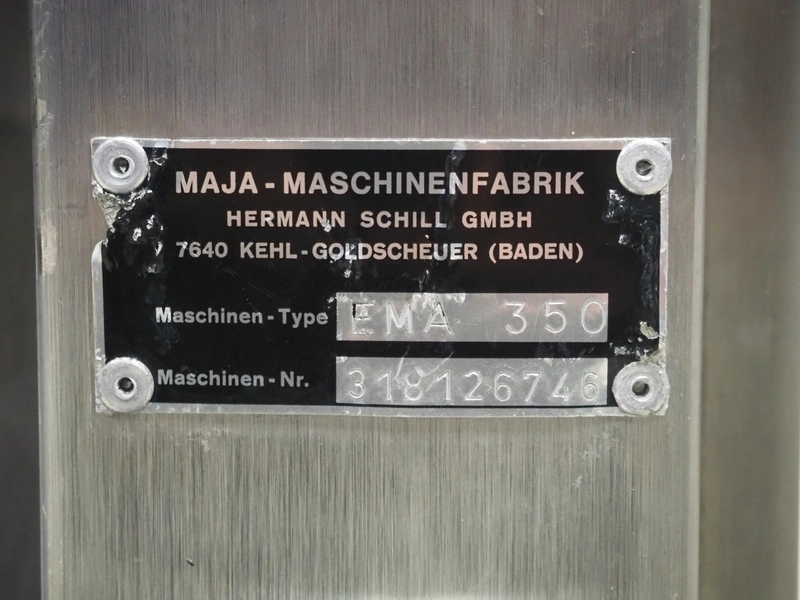 MAJA - MASCHINENFABRIK
HERMANN SCHILL GMBH
7640 KEHL - GOLDSCHEUER (BADEN)
Maschinen - Type EMA 350
Maschinen - Nr. 318126746